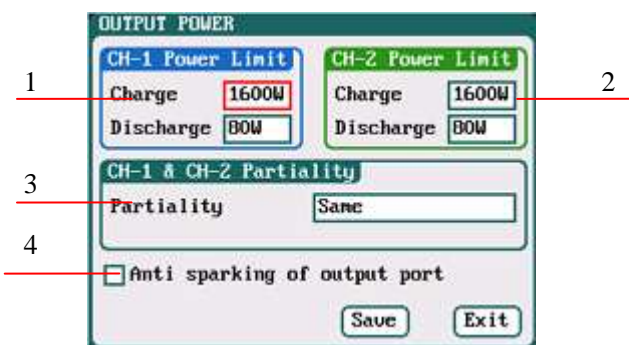 OUTPUT POWER
CH-1 Power Limit
CH-2 Power Limit
1
Charge 1600W
Charge 1600W
2
Discharge 80W
Discharge 80W
CH-1 & CH-2 Partiality
3
Partiality Same
4
Anti sparking of output port
Save Exit